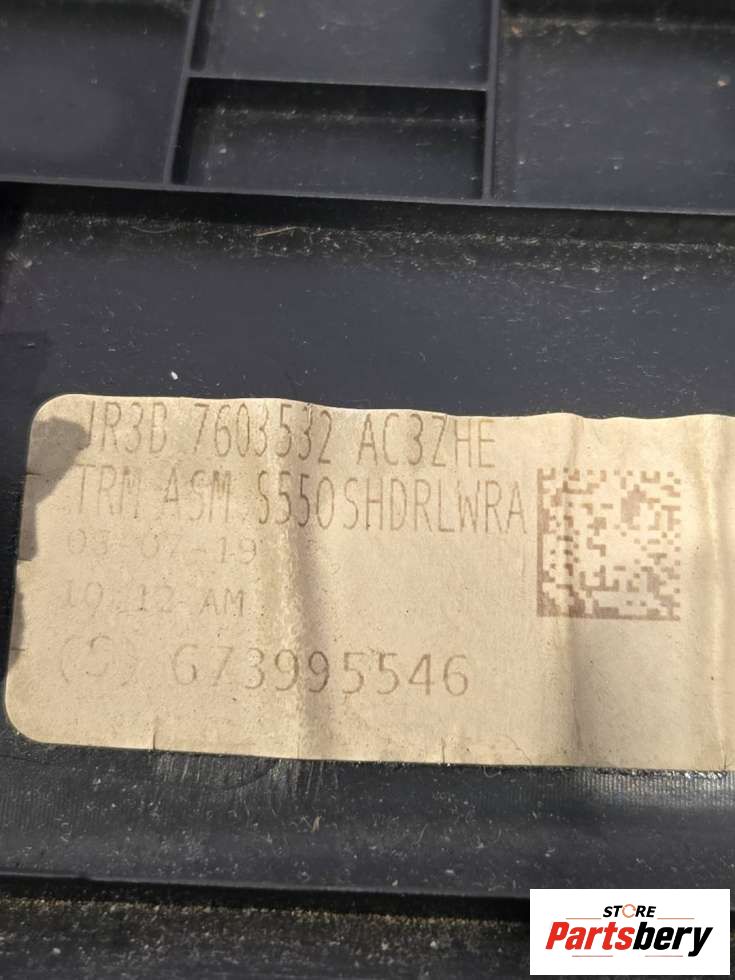 JR3B 7603532 AC3ZHE
TRM ASM S550SHDRLWRA
03-07-19
10:12 AM
(S) 673995546
STORE
Partsbery